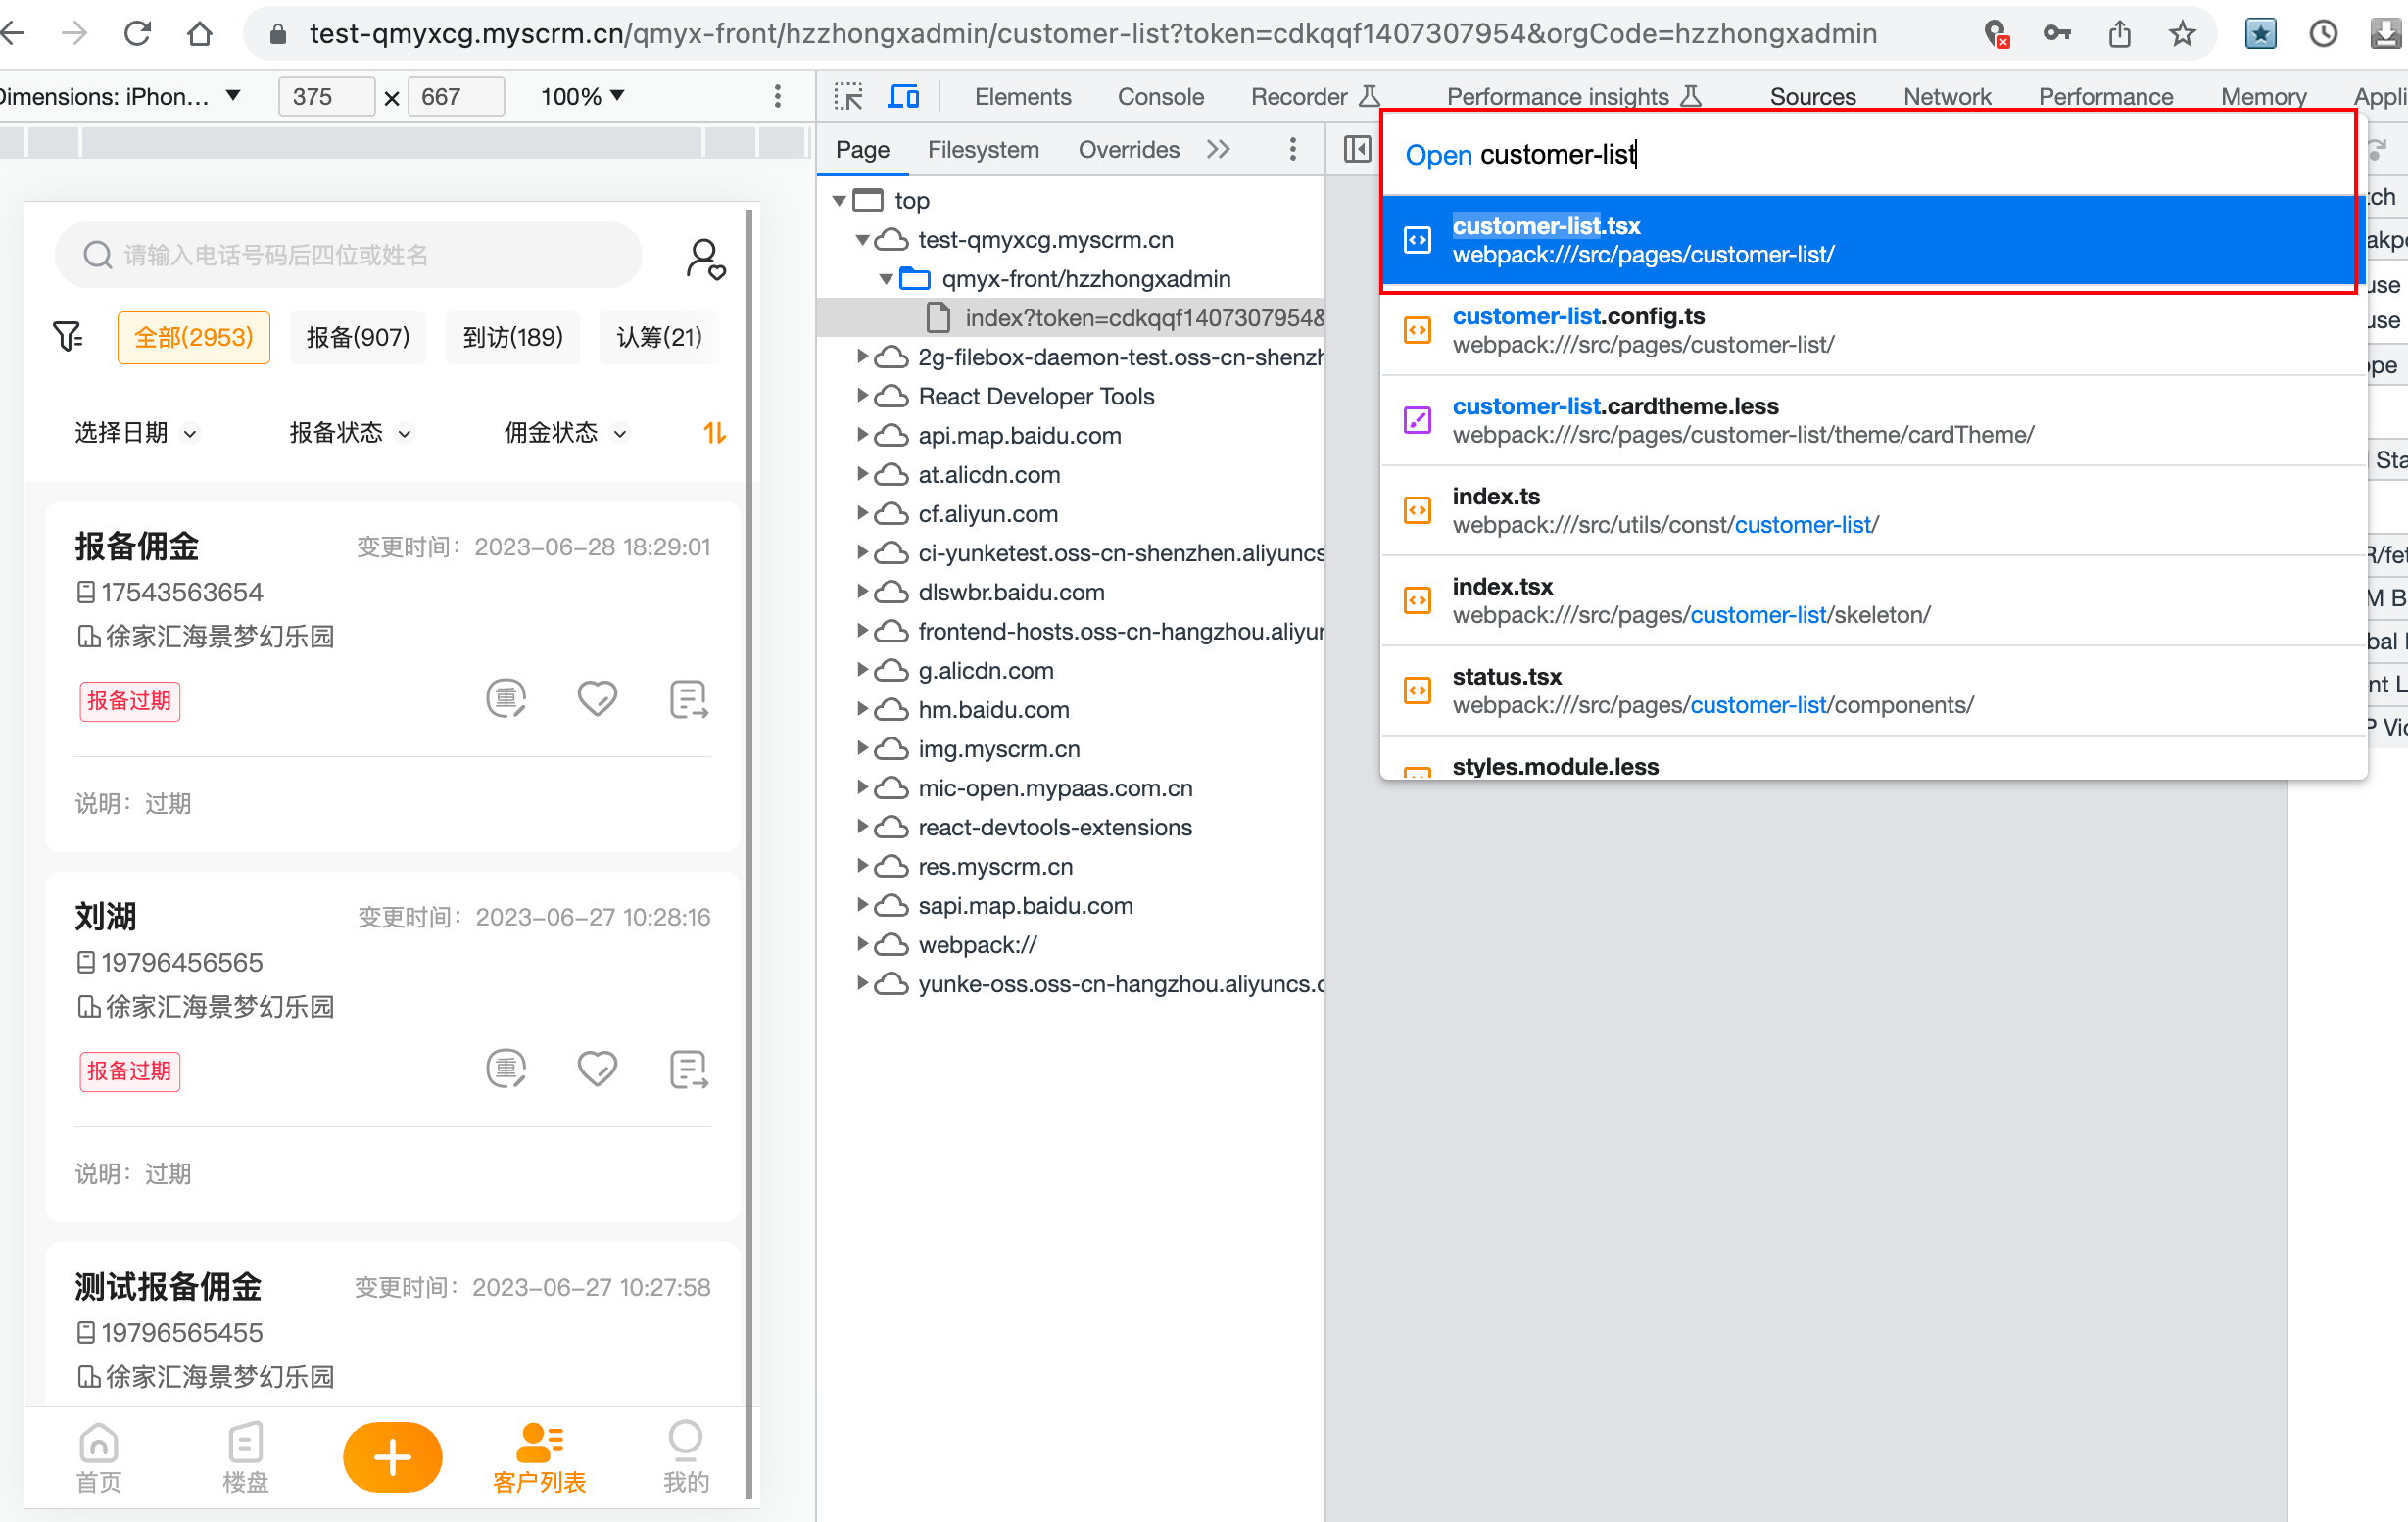 test-qmyxcg.myscrm.cn/qmyx-front/hzzhongxadmin/customer-list?token=cdkqqf1407307954&orgCode=hzzhongxadmin
Dimensions: iPhon... 375 × 667 100%
Elements Console Recorder Performance insights Sources Network Performance Memory
Page Filesystem Overrides
top
test-qmyxcg.myscrm.cn
qmyx-front/hzzhongxadmin
index?token=cdkqqf1407307954&
2g-filebox-daemon-test.oss-cn-shenzh
React Developer Tools
api.map.baidu.com
at.alicdn.com
cf.aliyun.com
ci-yunketest.oss-cn-shenzhen.aliyuncs
dlswbr.baidu.com
frontend-hosts.oss-cn-hangzhou.aliyun
g.alicdn.com
hm.baidu.com
img.myscrm.cn
mic-open.mypaas.com.cn
react-devtools-extensions
res.myscrm.cn
sapi.map.baidu.com
webpack://
yunke-oss.oss-cn-hangzhou.aliyuncs.c
Open customer-list
customer-list.tsx
webpack:///src/pages/customer-list/
customer-list.config.ts
webpack:///src/pages/customer-list/
customer-list.cardtheme.less
webpack:///src/pages/customer-list/theme/cardTheme/
index.ts
webpack:///src/utils/const/customer-list/
index.tsx
webpack:///src/pages/customer-list/skeleton/
status.tsx
webpack:///src/pages/customer-list/components/
styles.module.less
请输入电话号码后四位或姓名
全部(2953) 报备(907) 到访(189) 认筹(21)
选择日期 报备状态 佣金状态
报备佣金 变更时间：2023-06-28 18:29:01
17543563654
徐家汇海景梦幻乐园
报备过期 重
说明：过期
刘湖 变更时间：2023-06-27 10:28:16
19796456565
徐家汇海景梦幻乐园
报备过期 重
说明：过期
测试报备佣金 变更时间：2023-06-27 10:27:58
19796565455
徐家汇海景梦幻乐园
首页 楼盘 客户列表 我的